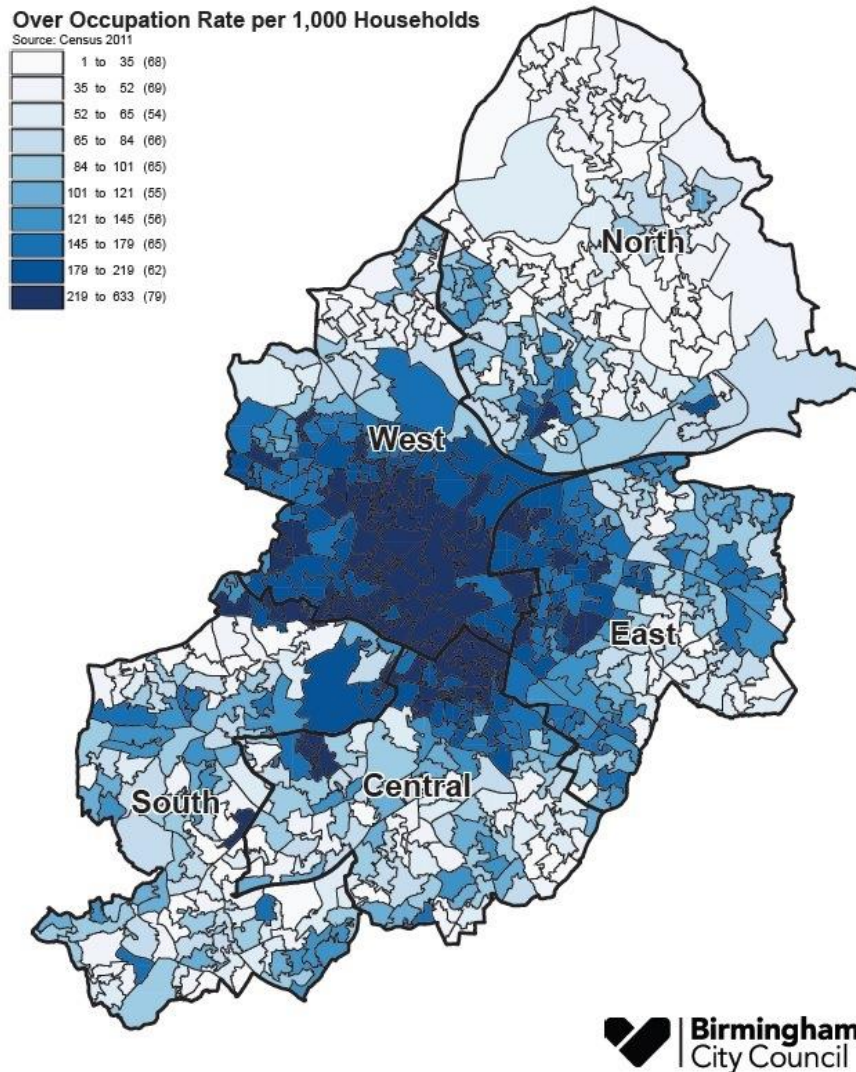 Over Occupation Rate per 1,000 Households
Source: Census 2011
1 to 35 (68)
35 to 52 (69)
52 to 65 (54)
65 to 84 (66)
84 to 101 (65)
101 to 121 (55)
121 to 145 (56)
145 to 179 (65)
179 to 219 (62)
219 to 633 (79)
North
West
East
Central
South
Birmingham
City Council